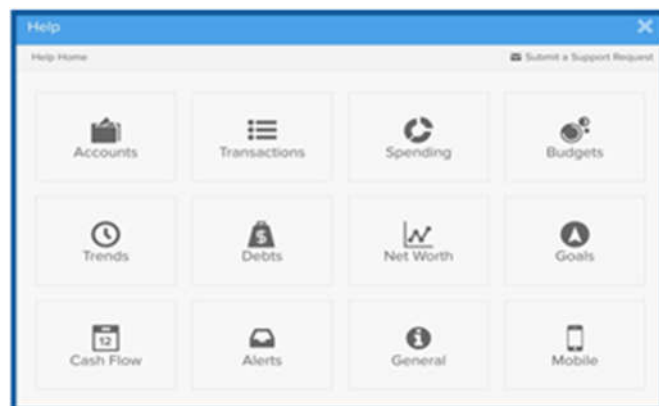 Help
Help Home
Submit a Support Request
Accounts
Transactions
Spending
Budgets
$
Trends
Debts
Net Worth
Goals
12
Cash Flow
Alerts
General
Mobile